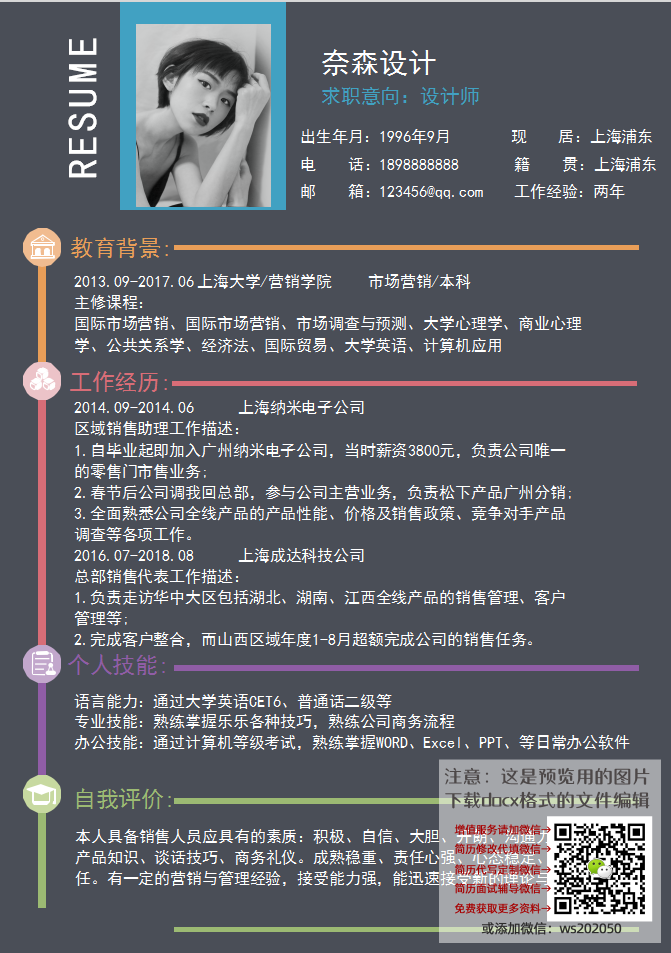 RESUME
奈森设计
求职意向：设计师
出生年月：1996年9月 现 居：上海浦东
电 话：1898888888 籍 贯：上海浦东
邮 箱：123456@qq.com 工作经验：两年
教育背景：
2013.09-2017.06 上海大学/营销学院 市场营销/本科
主修课程：
国际市场营销、国际市场营销、市场调查与预测、大学心理学、商业心理
学、公共关系学、经济法、国际贸易、大学英语、计算机应用
工作经历：
2014.09-2014.06 上海纳米电子公司
区域销售助理工作描述：
1.自毕业起即加入广州纳米电子公司，当时薪资3800元，负责公司唯一
的零售门市售业务；
2.春节后公司调我回总部，参与公司主营业务，负责松下产品广州分销；
3.全面熟悉公司全线产品的产品性能、价格及销售政策、竞争对手产品
调查等各项工作。
2016.07-2018.08 上海成达科技公司
总部销售代表工作描述：
1.负责走访华中大区包括湖北、湖南、江西全线产品的销售管理、客户
管理等；
2.完成客户整合，而山西区域年度1-8月超额完成公司的销售任务。
个人技能：
语言能力：通过大学英语CET6、普通话二级等
专业技能：熟练掌握乐乐各种技巧，熟练公司商务流程
办公技能：通过计算机等级考试，熟练掌握WORD、Excel、PPT、等日常办公软件
自我评价：
本人具备销售人员应具有的素质：积极、自信、大胆、开朗、沟通
产品知识、谈话技巧、商务礼仪。成熟稳重、责任心强、心态稳定、
任。有一定的营销与管理经验，接受能力强，能迅速接受新的理论与
注意：这是预览用的图片
下载docx格式的文件编辑
增值服务请加微信→
简历修改代填微信→
简历代写定制微信→
简历面试辅导微信→
免费获取更多资料→
或添加微信：ws202050